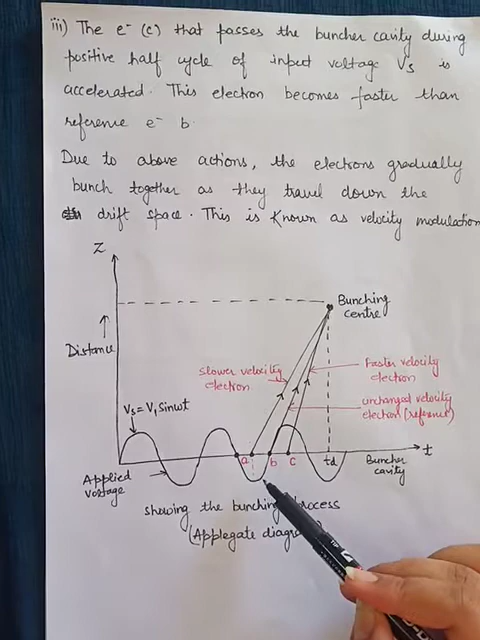 iii) The e⁻ (c) that passes the buncher cavity during
positive half cycle of input voltage Vs is
accelerated. This electron becomes faster than
reference e⁻ b.
Due to above actions, the electrons gradually
bunch together as they travel down the
drift space. This is known as velocity modulation
Z
Bunching
centre
Distance
slower velocity
electron
Faster velocity
electron
unchanged velocity
electron (reference)
Vs = V₁ sinωt
a b c td t
Buncher
cavity
Applied
voltage
showing the bunching process
(Applegate diagra